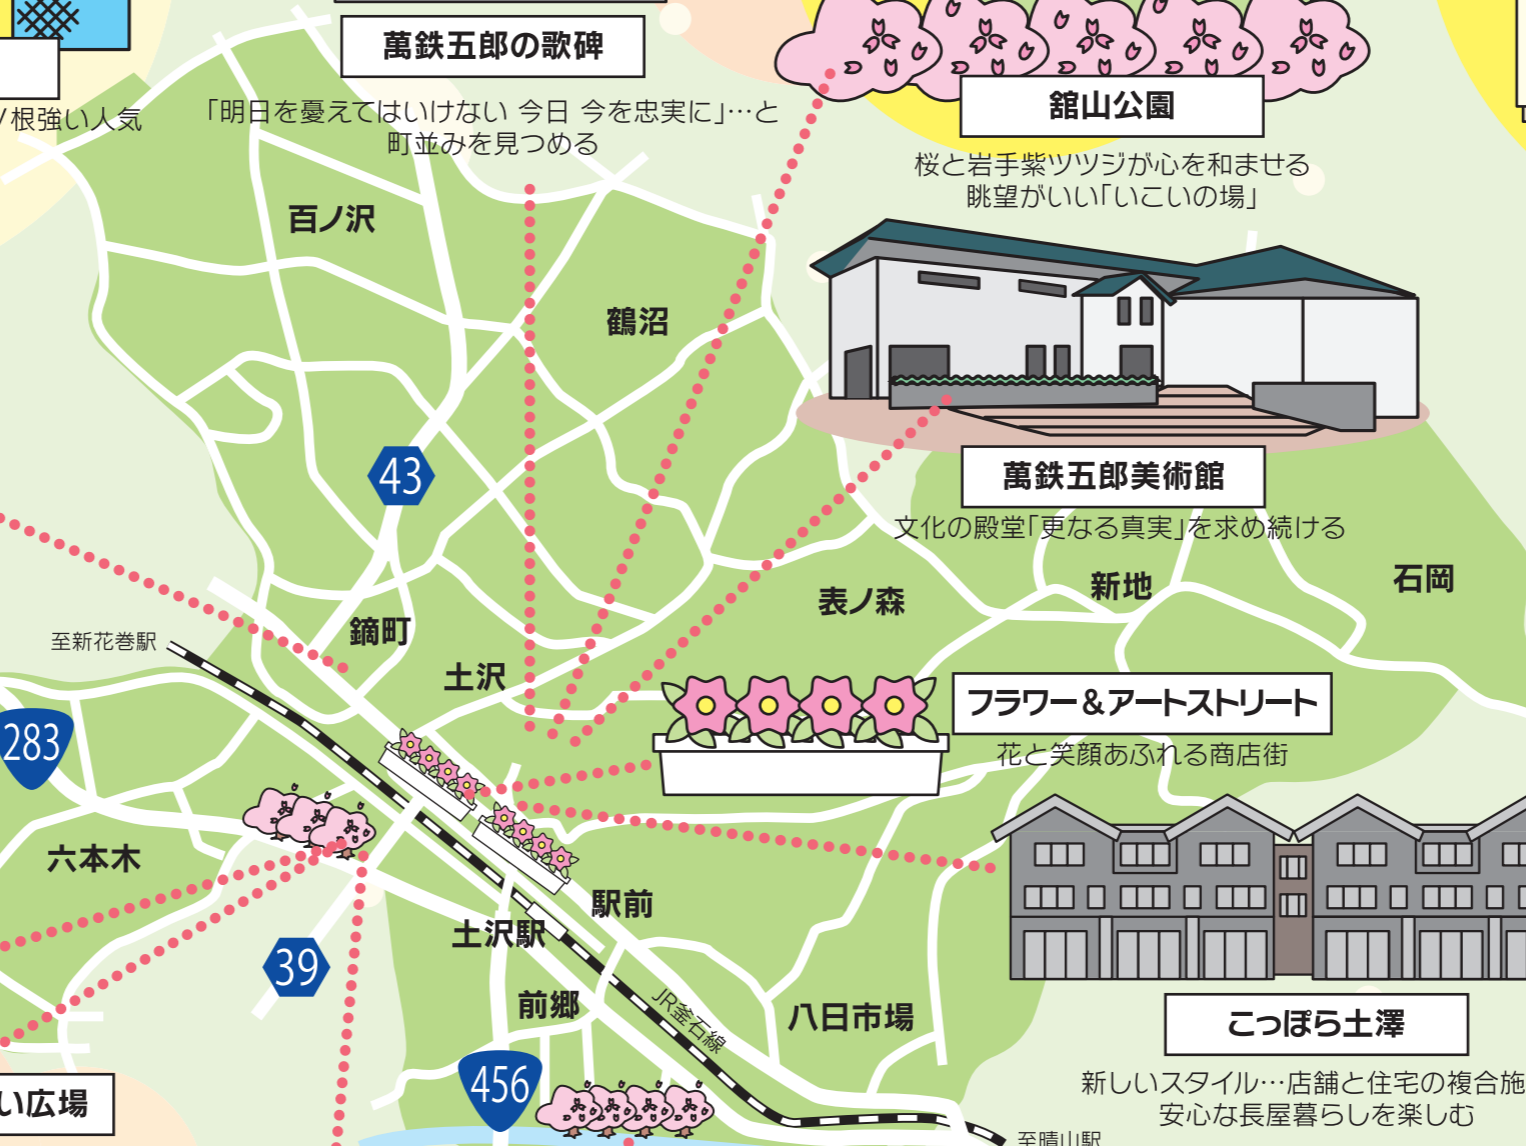 萬鉄五郎の歌碑
「明日を憂えてはいけない 今日 今を忠実に」…と
町並みを見つめる
根強い人気
舘山公園
桜と岩手紫ツツジが心を和ませる
眺望がいい「いこいの場」
百ノ沢
鶴沼
43
萬鉄五郎美術館
文化の殿堂「更なる真実」を求め続ける
表ノ森
新地
石岡
至新花巻駅
鏑町
土沢
フラワー＆アートストリート
花と笑顔あふれる商店街
283
六本木
駅前
土沢駅
39
前郷
JR釜石線
八日市場
こっぽら土澤
新しいスタイル…店舗と住宅の複合施
安心な長屋暮らしを楽しむ
456
い広場
至晴山駅